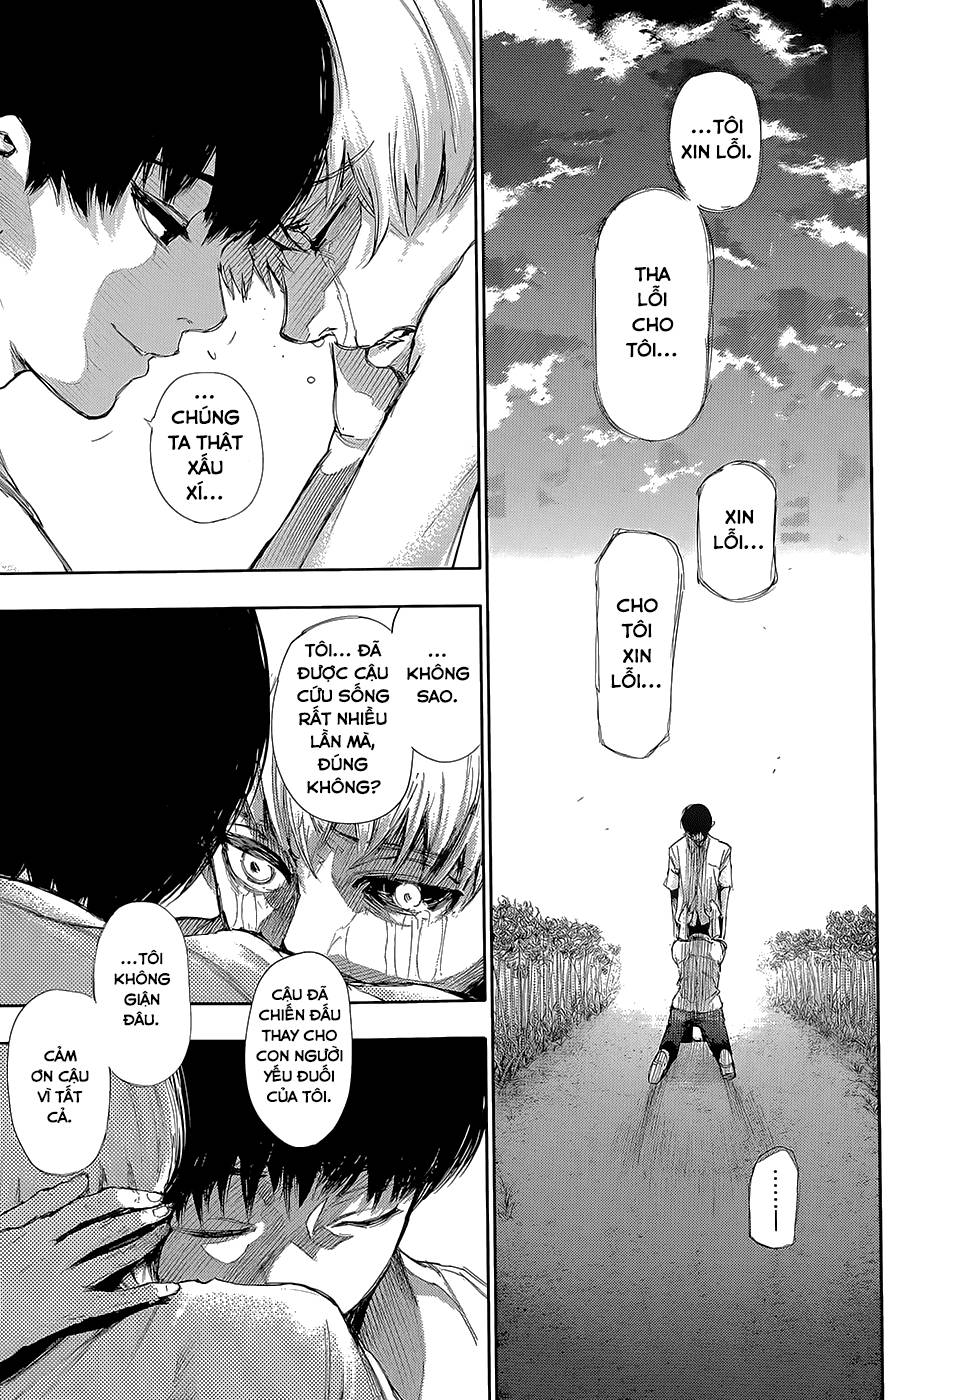 ...TÔI
XIN LỖI.
THA
LỖI
CHO
TÔI...
XIN
LỖI...
CHO
TÔI
XIN
LỖI...
.........
...
CHÚNG
TA THẬT
XẤU
XÍ...
...
KHÔNG
SAO.
TÔI... ĐÃ
ĐƯỢC CẬU
CỨU SỐNG
RẤT NHIỀU
LẦN MÀ,
ĐÚNG
KHÔNG?
CẬU ĐÃ
CHIẾN ĐẤU
THAY CHO
CON NGƯỜI
YẾU ĐUỐI
CỦA TÔI.
...TÔI
KHÔNG
GIẬN
ĐÂU.
CẢM
ƠN CẬU
VÌ TẤT
CẢ.